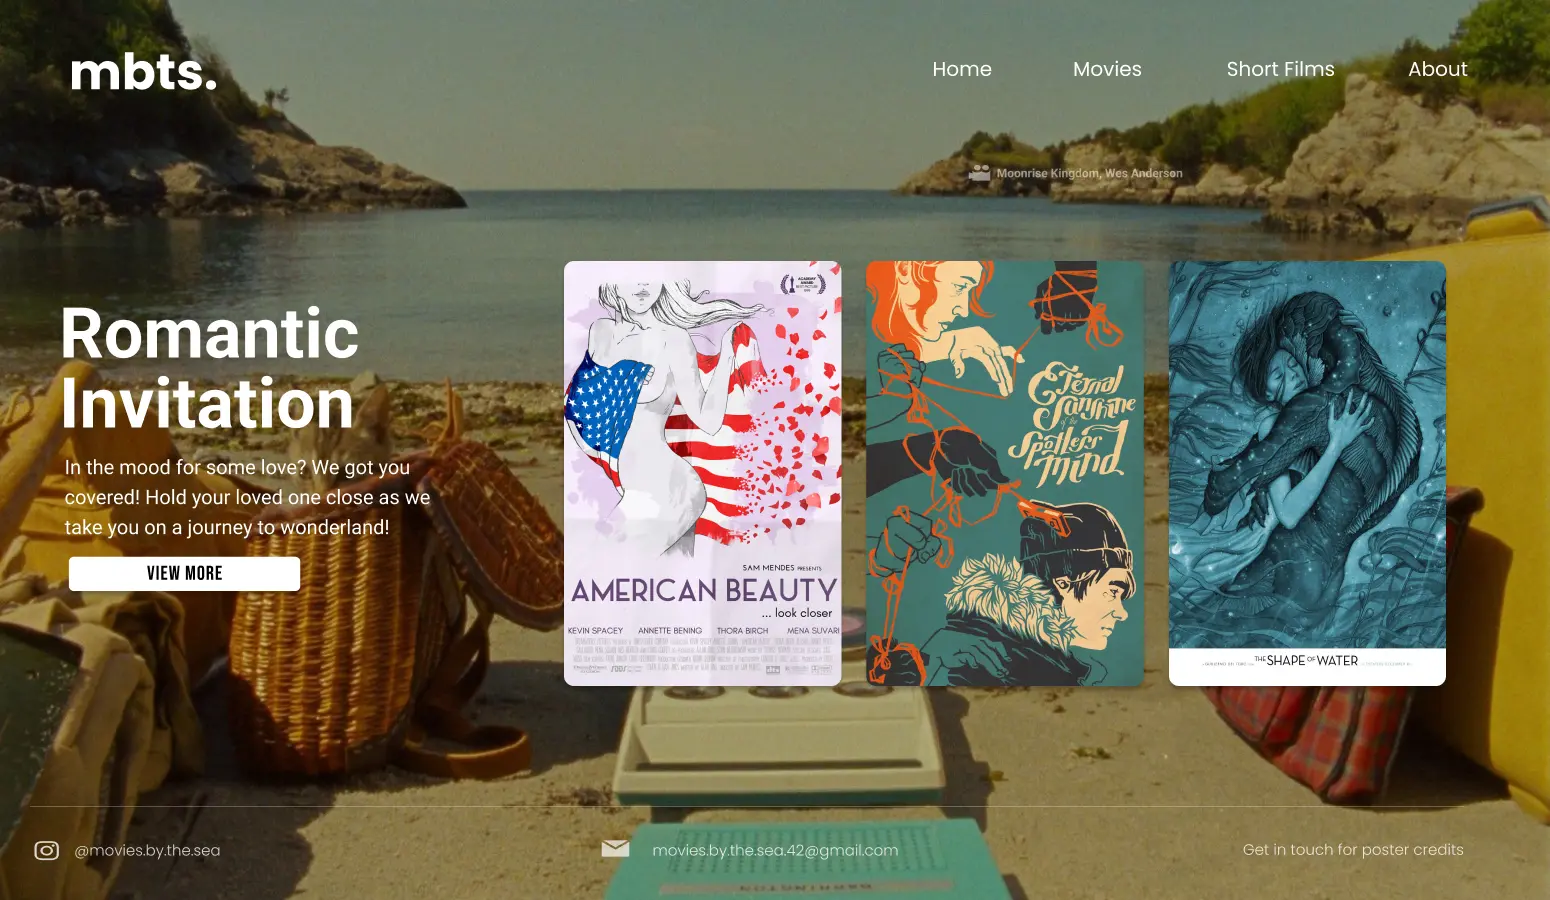 mbts.
Home
Movies
Short Films
About
Moonrise Kingdom, Wes Anderson
Romantic
Invitation
In the mood for some love? We got you
covered! Hold your loved one close as we
take you on a journey to wonderland!
VIEW MORE
ACADEMY
AWARD
SAM MENDES PRESENTS
AMERICAN BEAUTY
... look closer
KEVIN SPACEY ANNETTE BENING THORA BIRCH MENA SUVARI
Eternal
Sunshine
of the
Spotless
Mind
THE SHAPE OF WATER
@movies.by.the.sea
movies.by.the.sea.42@gmail.com
Get in touch for poster credits